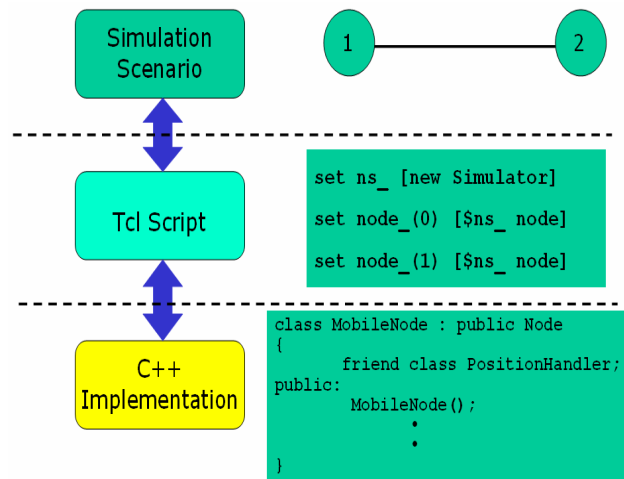 Simulation
Scenario
1
2
Tcl Script
set ns_ [new Simulator]
set node_(0) [$ns_ node]
set node_(1) [$ns_ node]
C++
Implementation
class MobileNode : public Node
{
friend class PositionHandler;
public:
MobileNode();
•
•
}